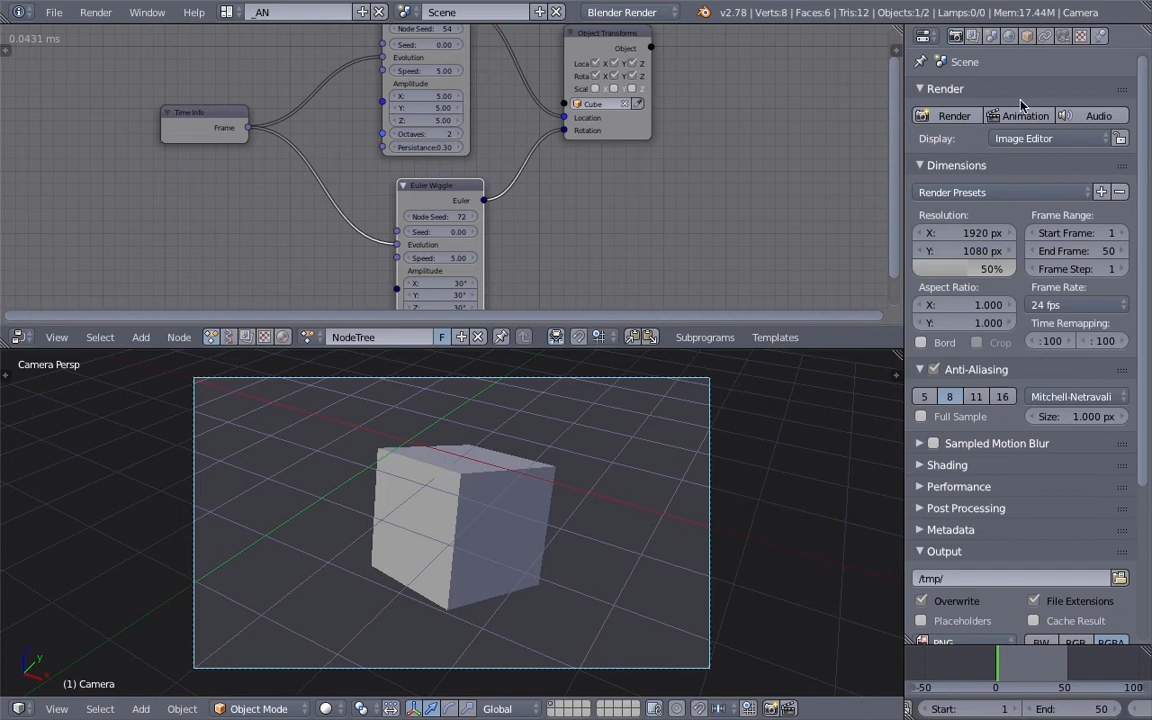 File Render Window Help _AN Scene Blender Render v2.78 | Verts:8 | Faces:6 | Tris:12 | Objects:1/2 | Lamps:0/0 | Mem:17.44M | Camera
0.0431 ms
Node Seed: 54
Seed: 0.00
Evolution
Speed: 5.00
Amplitude
X: 5.00
Y: 5.00
Z: 5.00
Octaves: 2
Persistance:0.30
Time Info
Frame
Object Transforms
Object
Loca X Y Z
Rota X Y Z
Scal X Y Z
Cube
Location
Rotation
Euler Wiggle
Euler
Node Seed: 72
Seed: 0.00
Evolution
Speed: 5.00
Amplitude
X: 30°
Y: 30°
Z: 30°
View Select Add Node NodeTree F Subprograms Templates
Camera Persp
(1) Camera
View Select Add Object Object Mode Global
Scene
Render
Render Animation Audio
Display: Image Editor
Dimensions
Render Presets
Resolution: Frame Range:
X: 1920 px Start Frame: 1
Y: 1080 px End Frame: 50
50% Frame Step: 1
Aspect Ratio: Frame Rate:
X: 1.000 24 fps
Y: 1.000 Time Remapping:
Bord Crop :100 :100
Anti-Aliasing
5 8 11 16 Mitchell-Netravali
Full Sample Size: 1.000 px
Sampled Motion Blur
Shading
Performance
Post Processing
Metadata
Output
/tmp/
Overwrite File Extensions
Placeholders Cache Result
PNG BW RGB RGBA
-50 0 50 100
Start: 1 End: 50